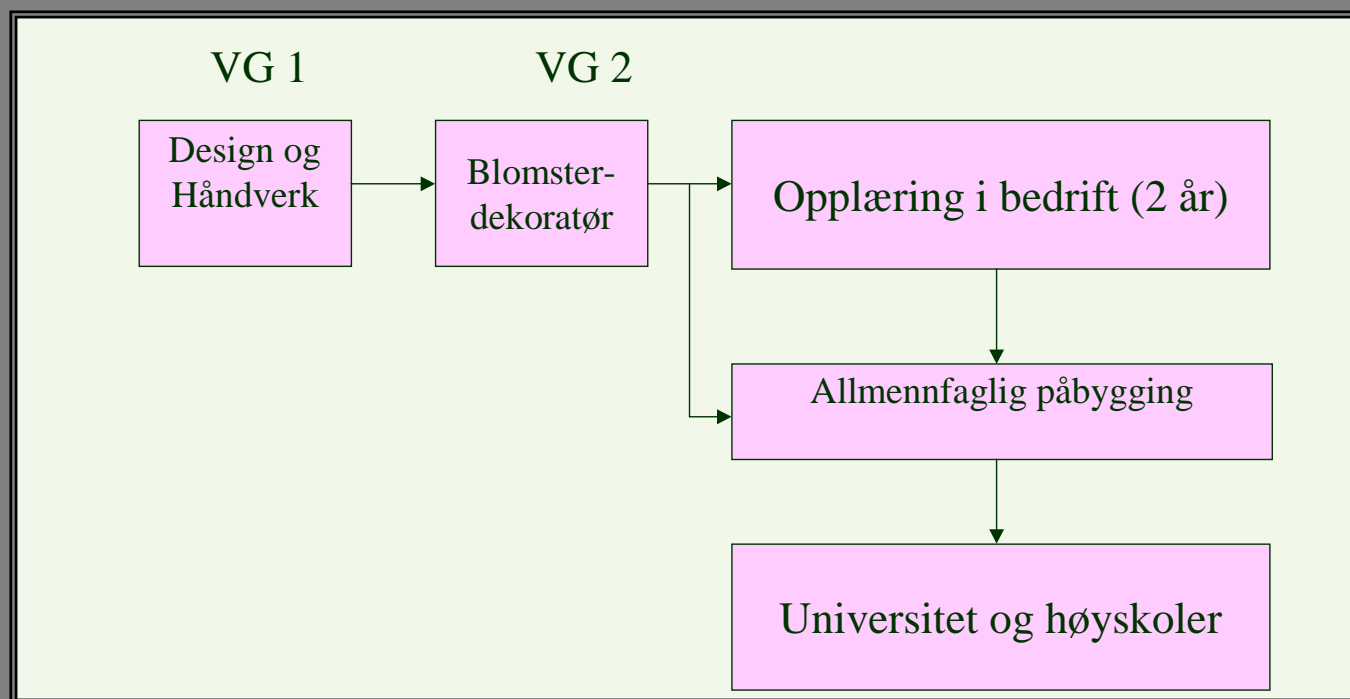 VG 1
VG 2
Design og
Håndverk
Blomster-
dekoratør
Opplæring i bedrift (2 år)
Allmennfaglig påbygging
Universitet og høyskoler